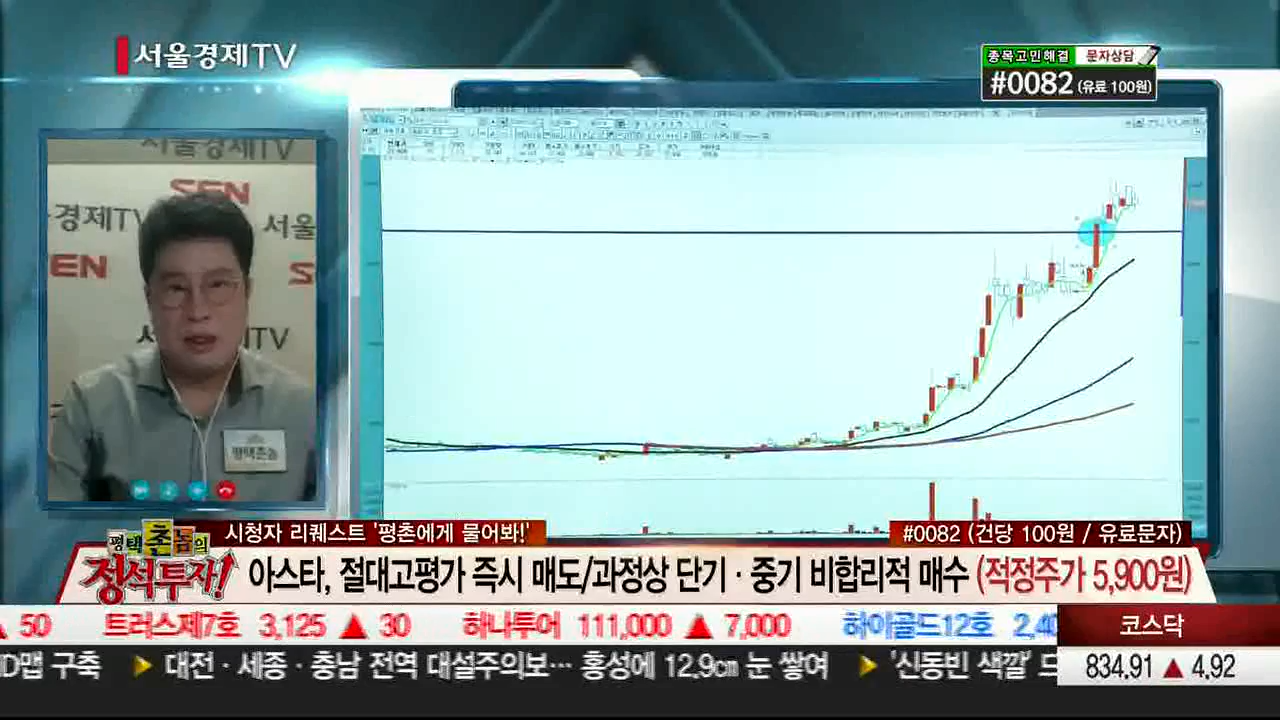 서울경제TV
종목고민해결 문자상담
#0082 (유료 100원)
서울경제TV
SEN
경제TV 서울
EN
TV
평택촌놈
평택촌놈의
정석투자!
시청자 리퀘스트 '평촌에게 물어봐!'
#0082 (건당 100원 / 유료문자)
아스타, 절대고평가 즉시 매도/과정상 단기·중기 비합리적 매수 (적정주가 5,900원)
▲ 50 트러스제7호 3,125 ▲ 30 하나투어 111,000 ▲ 7,000 하이골드12호 2,40
코스닥
834.91 ▲ 4.92
D맵 구축 ▶ 대전·세종·충남 전역 대설주의보… 홍성에 12.9㎝ 눈 쌓여 ▶ '신동빈 색깔' 드